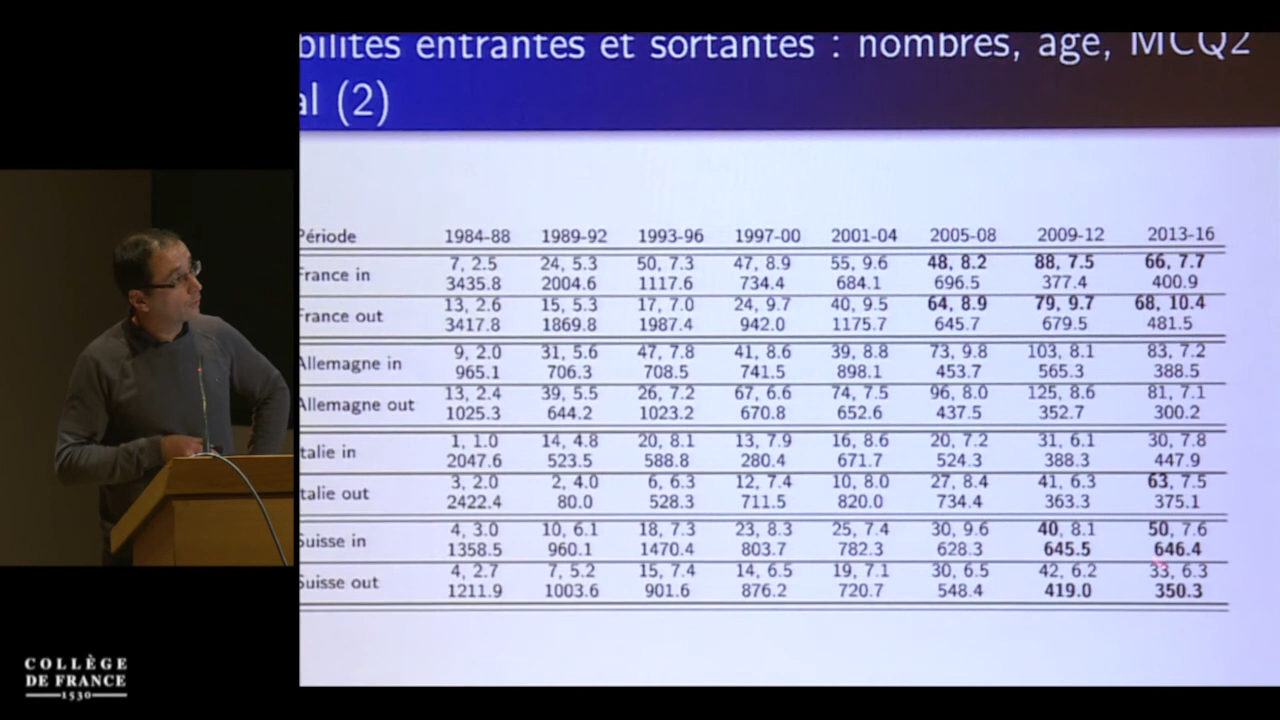 bilités entrantes et sortantes : nombres, âge, MCQ2
al (2)
Période 1984-88 1989-92 1993-96 1997-00 2001-04 2005-08 2009-12 2013-16
France in 7, 2.5 24, 5.3 50, 7.3 47, 8.9 55, 9.6 48, 8.2 88, 7.5 66, 7.7
3435.8 2004.6 1117.6 734.4 684.1 696.5 377.4 400.9
France out 13, 2.6 15, 5.3 17, 7.0 24, 9.7 40, 9.5 64, 8.9 79, 9.7 68, 10.4
3417.8 1869.8 1987.4 942.0 1175.7 645.7 679.5 481.5
Allemagne in 9, 2.0 31, 5.6 47, 7.8 41, 8.6 39, 8.8 73, 9.8 103, 8.1 83, 7.2
965.1 706.3 708.5 741.5 898.1 453.7 565.3 388.5
Allemagne out 13, 2.4 39, 5.5 26, 7.2 67, 6.6 74, 7.5 96, 8.0 125, 8.6 81, 7.1
1025.3 644.2 1023.2 670.8 652.6 437.5 352.7 300.2
talie in 1, 1.0 14, 4.8 20, 8.1 13, 7.9 16, 8.6 20, 7.2 31, 6.1 30, 7.8
2047.6 523.5 588.8 280.4 671.7 524.3 388.3 447.9
talie out 3, 2.0 2, 4.0 6, 6.3 12, 7.4 10, 8.0 27, 8.4 41, 6.3 63, 7.5
2422.4 80.0 528.3 711.5 820.0 734.4 363.3 375.1
Suisse in 4, 3.0 10, 6.1 18, 7.3 23, 8.3 25, 7.4 30, 9.6 40, 8.1 50, 7.6
1358.5 960.1 1470.4 803.7 782.3 628.3 645.5 646.4
Suisse out 4, 2.7 7, 5.2 15, 7.4 14, 6.5 19, 7.1 30, 6.5 42, 6.2 33, 6.3
1211.9 1003.6 901.6 876.2 720.7 548.4 419.0 350.3
COLLÈGE
DE FRANCE
1530